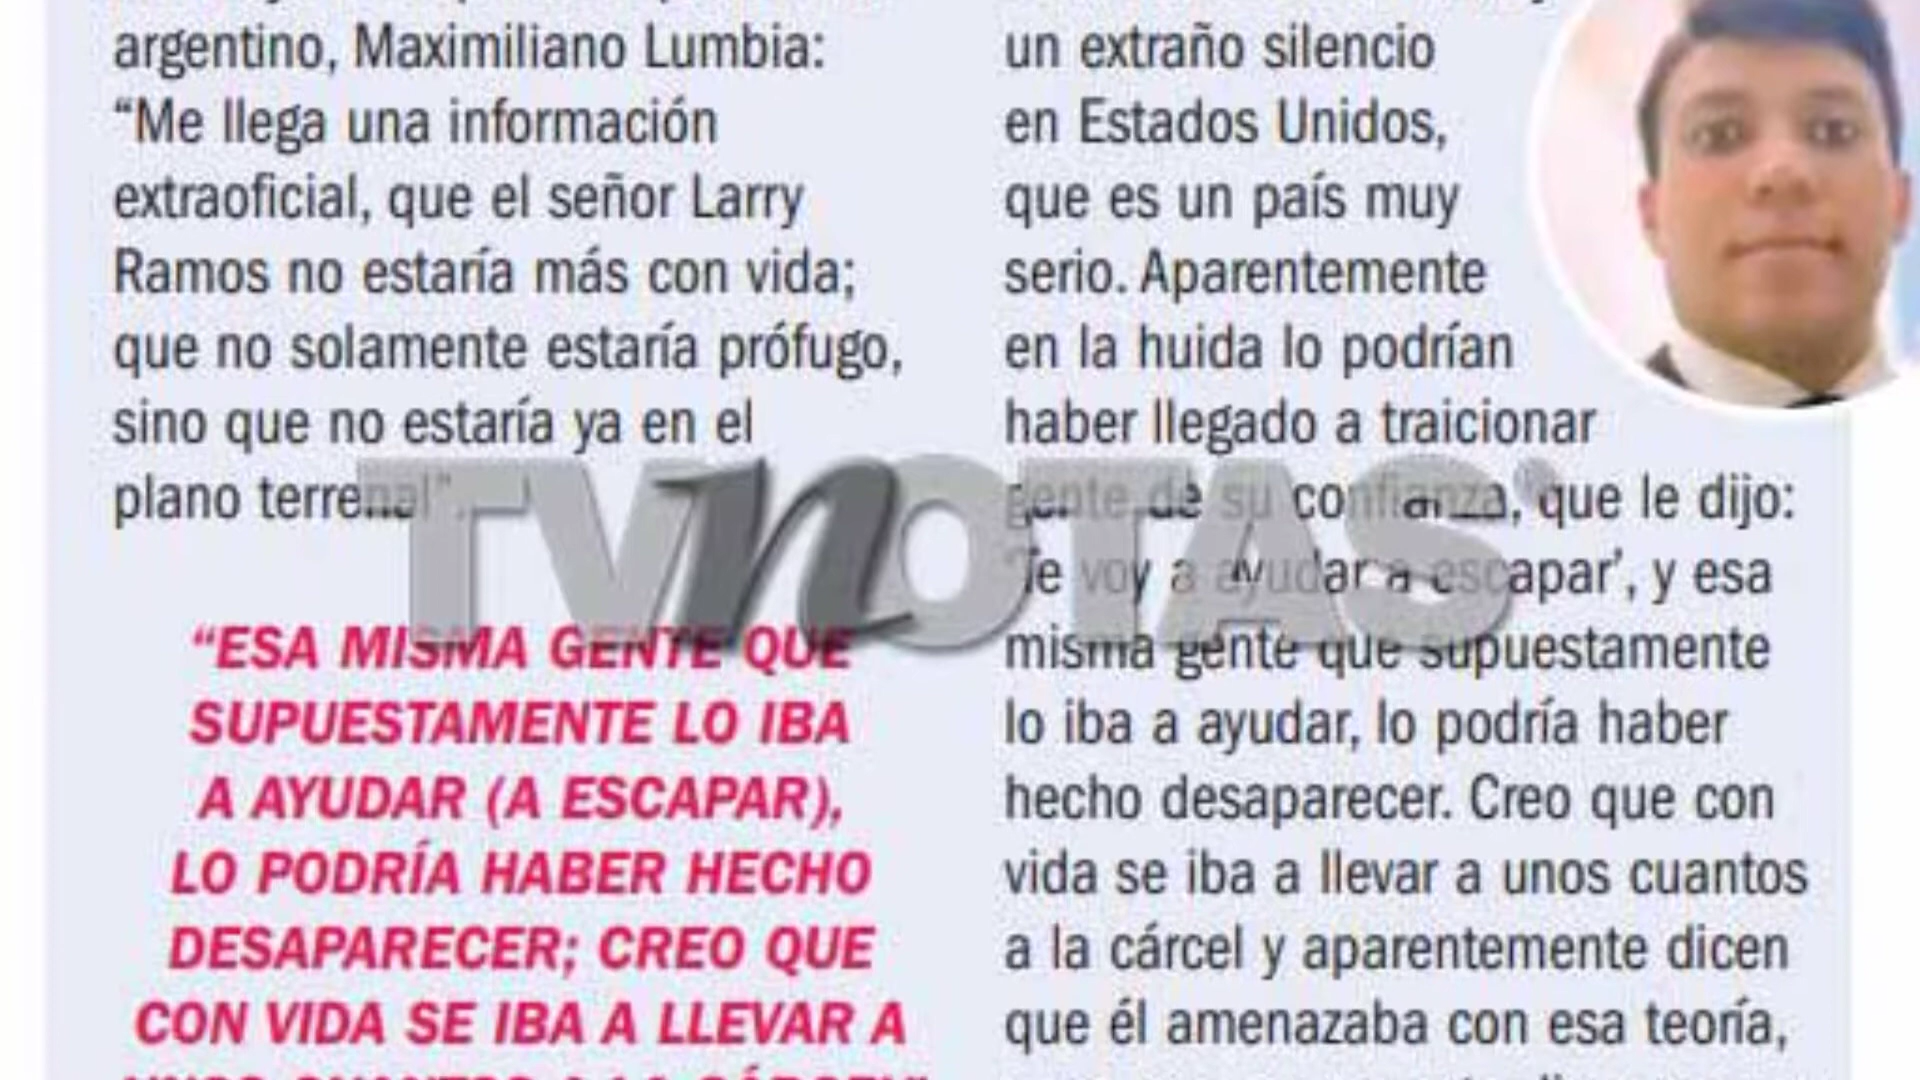 argentino, Maximiliano Lumbia:
“Me llega una información
extraoficial, que el señor Larry
Ramos no estaría más con vida;
que no solamente estaría prófugo,
sino que no estaría ya en el
plano terrenal”.
“ESA MISMA GENTE QUE
SUPUESTAMENTE LO IBA
A AYUDAR (A ESCAPAR),
LO PODRÍA HABER HECHO
DESAPARECER; CREO QUE
CON VIDA SE IBA A LLEVAR A
un extraño silencio
en Estados Unidos,
que es un país muy
serio. Aparentemente
en la huida lo podrían
haber llegado a traicionar
gente de su confianza, que le dijo:
‘Te voy a ayudar a escapar’, y esa
misma gente que supuestamente
lo iba a ayudar, lo podría haber
hecho desaparecer. Creo que con
vida se iba a llevar a unos cuantos
a la cárcel y aparentemente dicen
que él amenazaba con esa teoría,
TVnOTAS